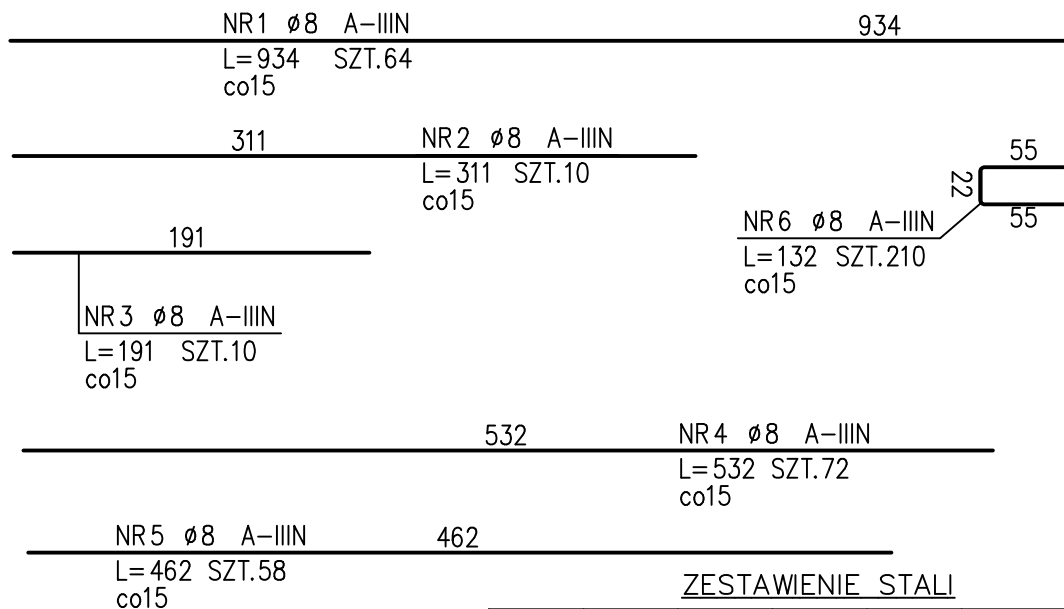 NR1 ø8 A-IIIN 934
L=934 SZT.64
co15
311 NR2 ø8 A-IIIN
L=311 SZT.10
co15
55
22
55
NR6 ø8 A-IIIN
L=132 SZT.210
co15
191
NR3 ø8 A-IIIN
L=191 SZT.10
co15
532 NR4 ø8 A-IIIN
L=532 SZT.72
co15
NR5 ø8 A-IIIN 462
L=462 SZT.58
co15
ZESTAWIENIE STALI